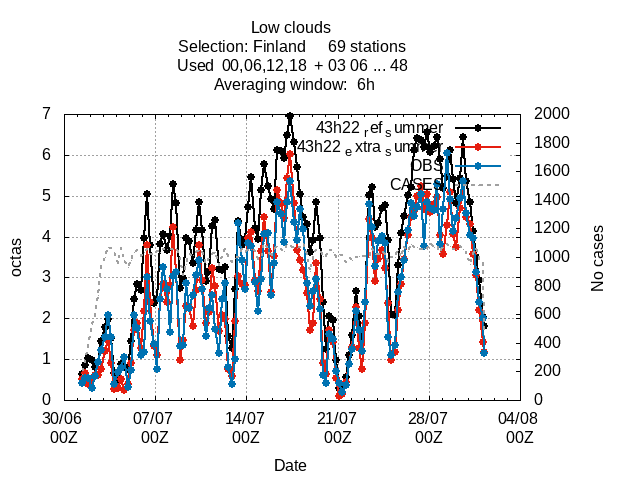 Low clouds
Selection: Finland 69 stations
Used 00,06,12,18 + 03 06 ... 48
Averaging window: 6h
43h22 ref summer
43h22 extra summer
OBS
CASES
7
6
5
4
3
2
1
0
octas
2000
1800
1600
1400
1200
1000
800
600
400
200
0
No cases
30/06 07/07 14/07 21/07 28/07 04/08
00Z 00Z 00Z 00Z 00Z 00Z
Date